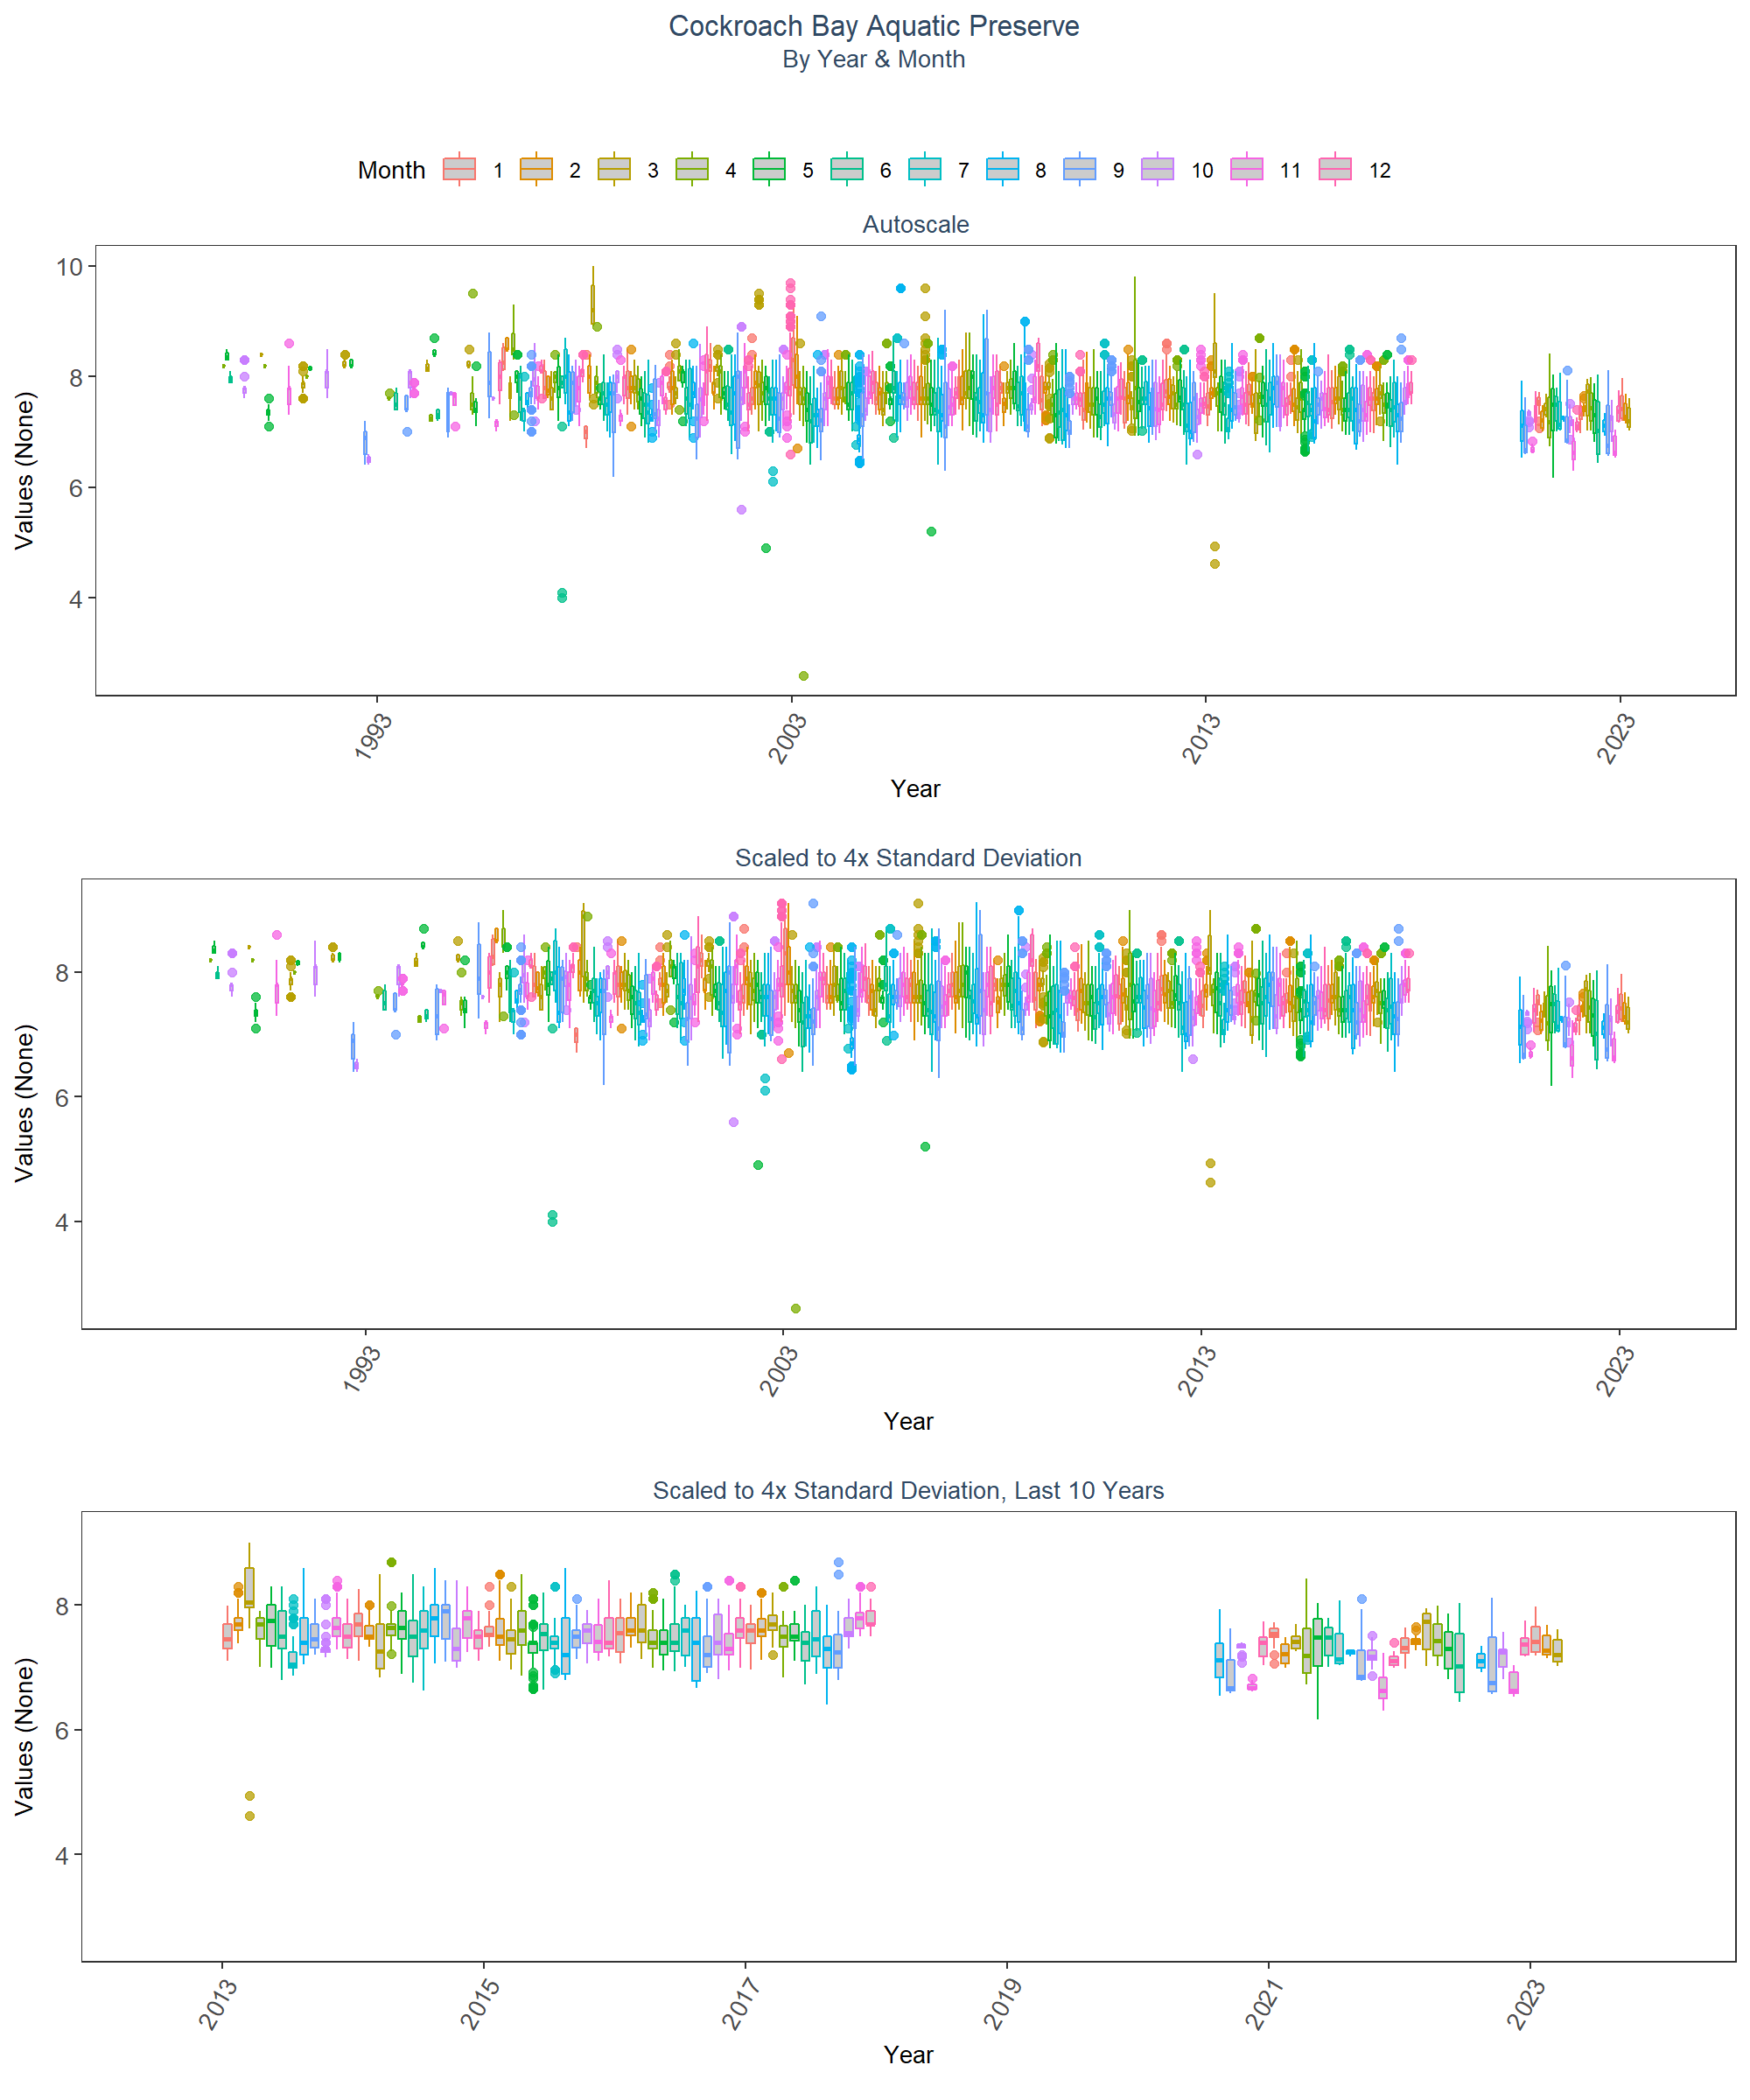 Cockroach Bay Aquatic Preserve
By Year & Month
Month 1 2 3 4 5 6 7 8 9 10 11 12
Autoscale
Values (None)
10
8
6
4
1993 2003 2013 2023
Year
Scaled to 4x Standard Deviation
Values (None)
8
6
4
1993 2003 2013 2023
Year
Scaled to 4x Standard Deviation, Last 10 Years
Values (None)
8
6
4
2013 2015 2017 2019 2021 2023
Year